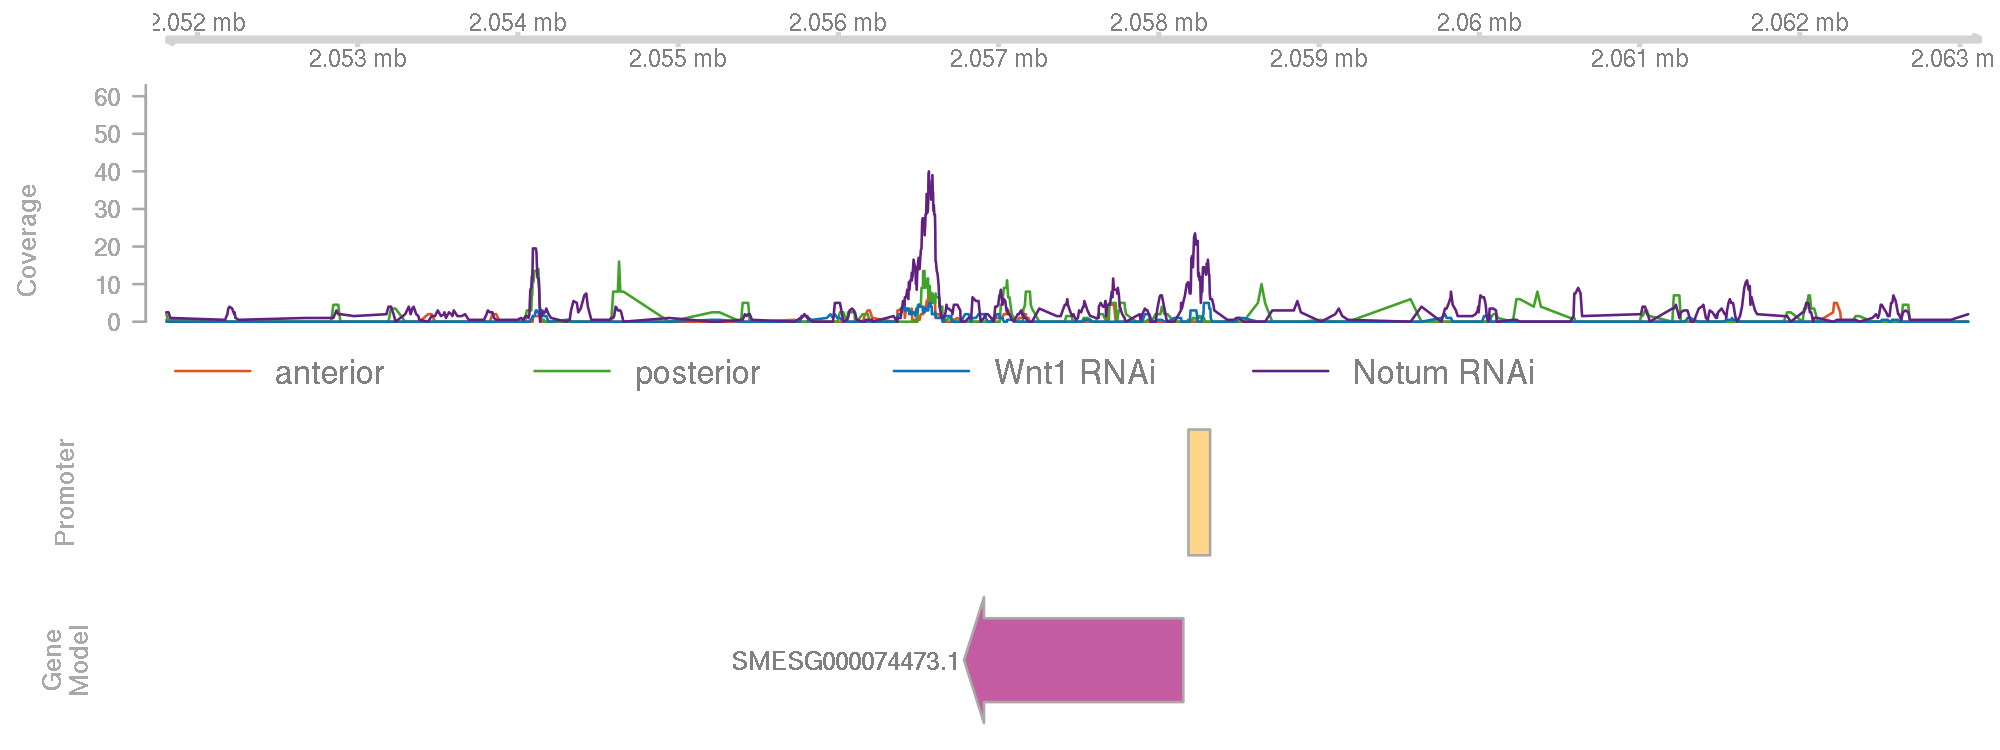 2.052 mb 2.054 mb 2.056 mb 2.058 mb 2.06 mb 2.062 mb
2.053 mb 2.055 mb 2.057 mb 2.059 mb 2.061 mb 2.063 m
60
50
40
30
20
10
0
Coverage
anterior posterior Wnt1 RNAi Notum RNAi
Promoter
Gene
Model
SMESG000074473.1